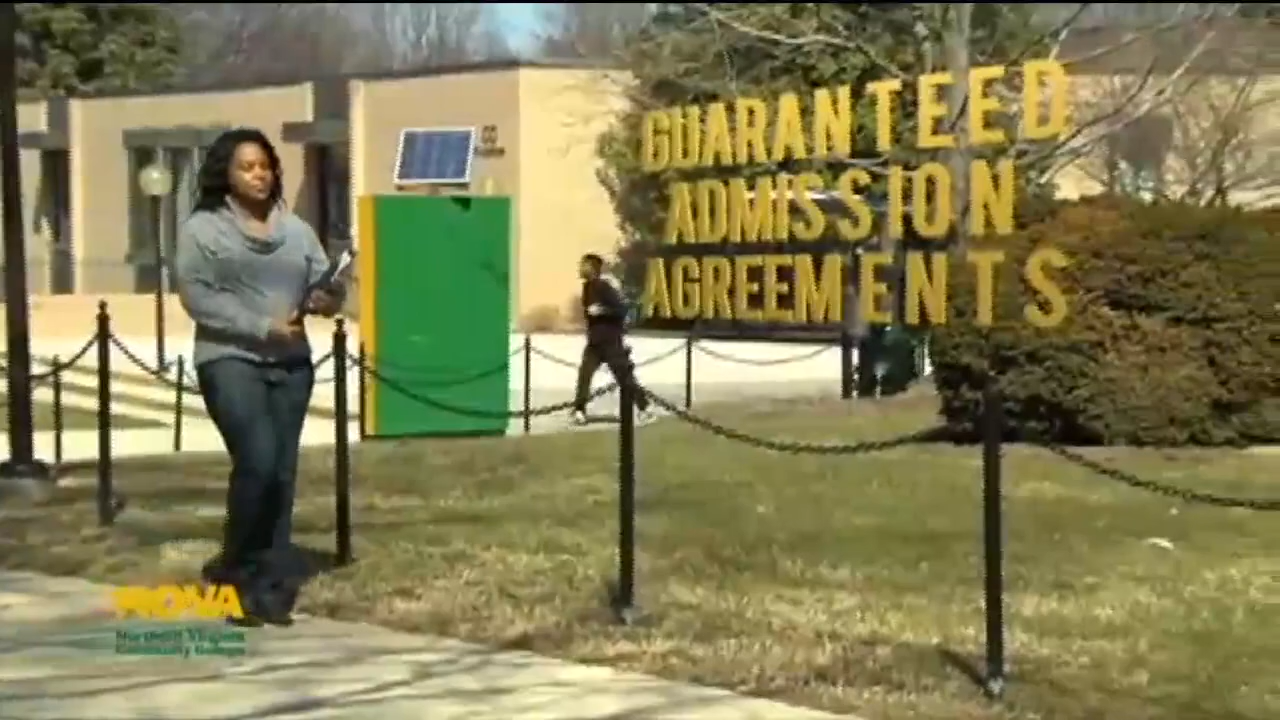 GUARANTEED
ADMISSION
AGREEMENTS
NOVA
Northern Virginia
Community College